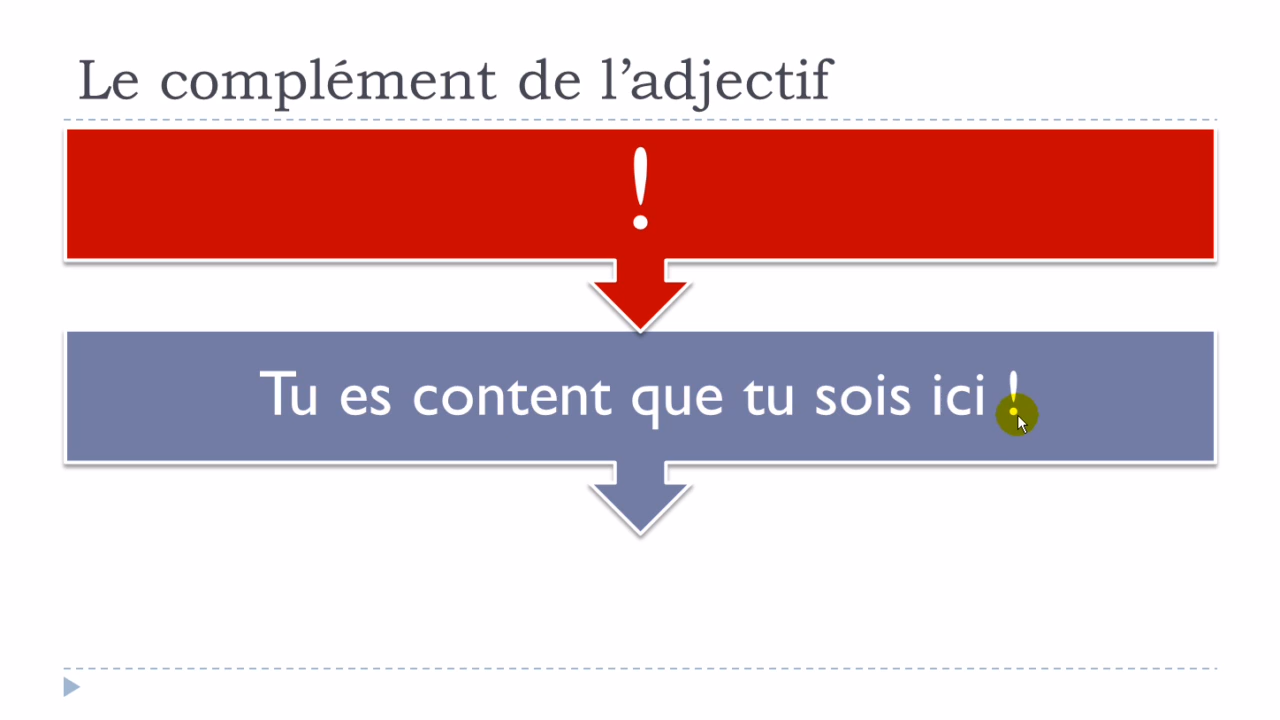 Le complément de l’adjectif
!
Tu es content que tu sois ici !